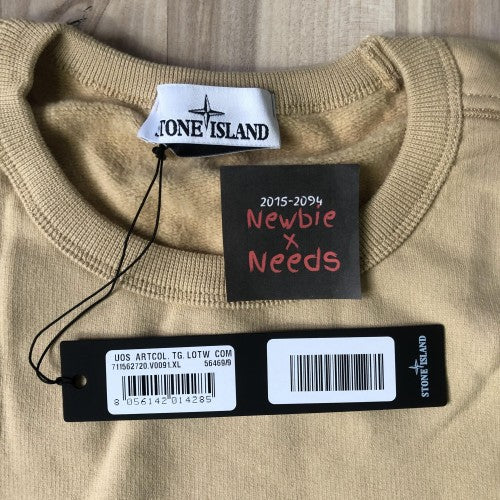 STONE ISLAND
2015-2094
Newbie
x
Needs
UOS ARTCOL. TG. LOTW COM
711562720.V0091.XL 56469/9
8 056142 014285
STONE ISLAND